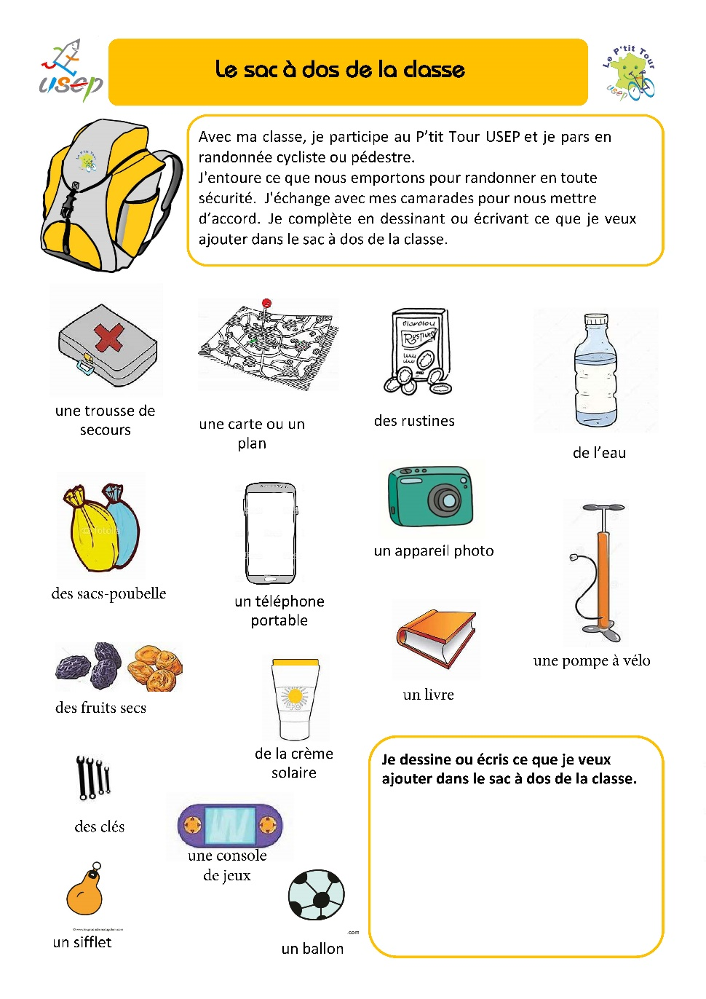 usep
Le sac à dos de la classe
Le P'tit Tour
usep
Le P'tit Tour
Avec ma classe, je participe au P'tit Tour USEP et je pars en
randonnée cycliste ou pédestre.
J'entoure ce que nous emportons pour randonner en toute
sécurité. J'échange avec mes camarades pour nous mettre
d'accord. Je complète en dessinant ou écrivant ce que je veux
ajouter dans le sac à dos de la classe.
RUSTINES
une trousse de
secours
une carte ou un
plan
des rustines
de l'eau
fotolia
des sacs-poubelle
un téléphone
portable
un appareil photo
une pompe à vélo
des fruits secs
un livre
de la crème
solaire
Je dessine ou écris ce que je veux
ajouter dans le sac à dos de la classe.
des clés
W
une console
de jeux
un sifflet
.com
un ballon